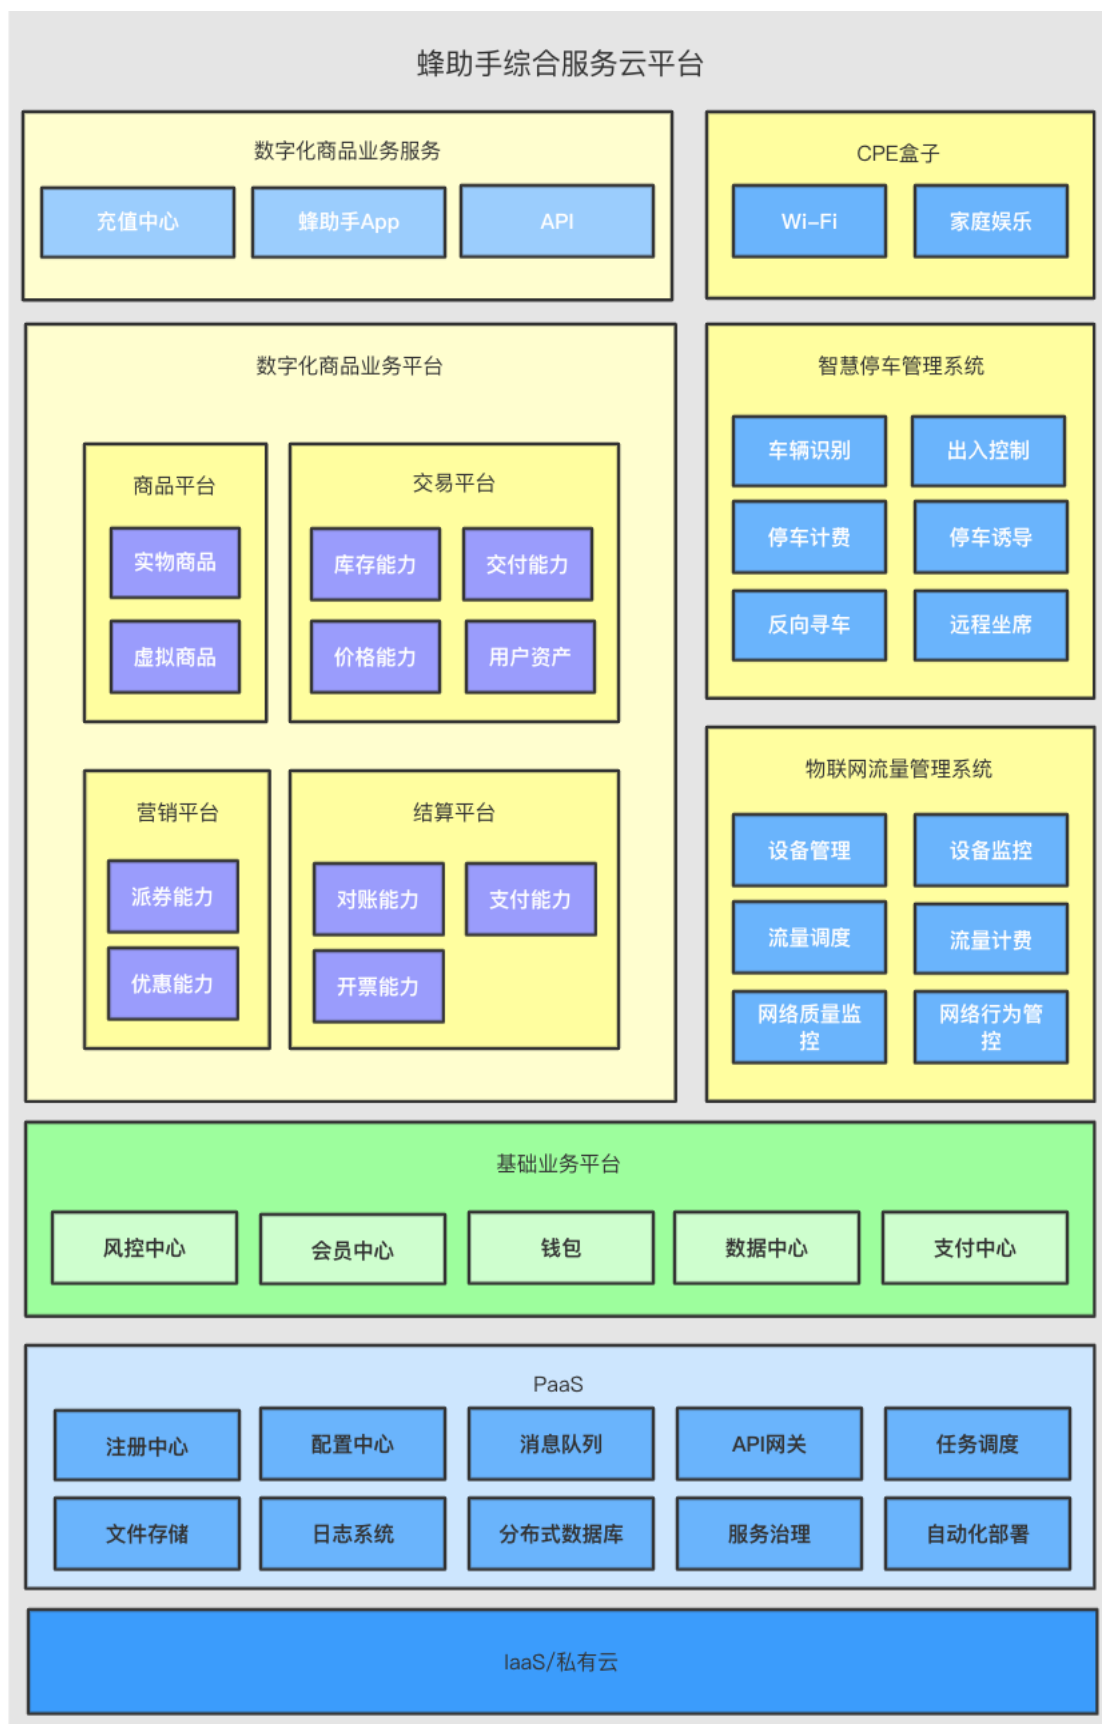 蜂助手综合服务云平台
数字化商品业务服务
充值中心
蜂助手App
API
CPE盒子
Wi-Fi
家庭娱乐
数字化商品业务平台
商品平台
实物商品
虚拟商品
交易平台
库存能力
交付能力
价格能力
用户资产
营销平台
派券能力
优惠能力
结算平台
对账能力
支付能力
开票能力
智慧停车管理系统
车辆识别
出入控制
停车计费
停车诱导
反向寻车
远程坐席
物联网流量管理系统
设备管理
设备监控
流量调度
流量计费
网络质量监
控
网络行为管
控
基础业务平台
风控中心
会员中心
钱包
数据中心
支付中心
PaaS
注册中心
配置中心
消息队列
API网关
任务调度
文件存储
日志系统
分布式数据库
服务治理
自动化部署
IaaS/私有云